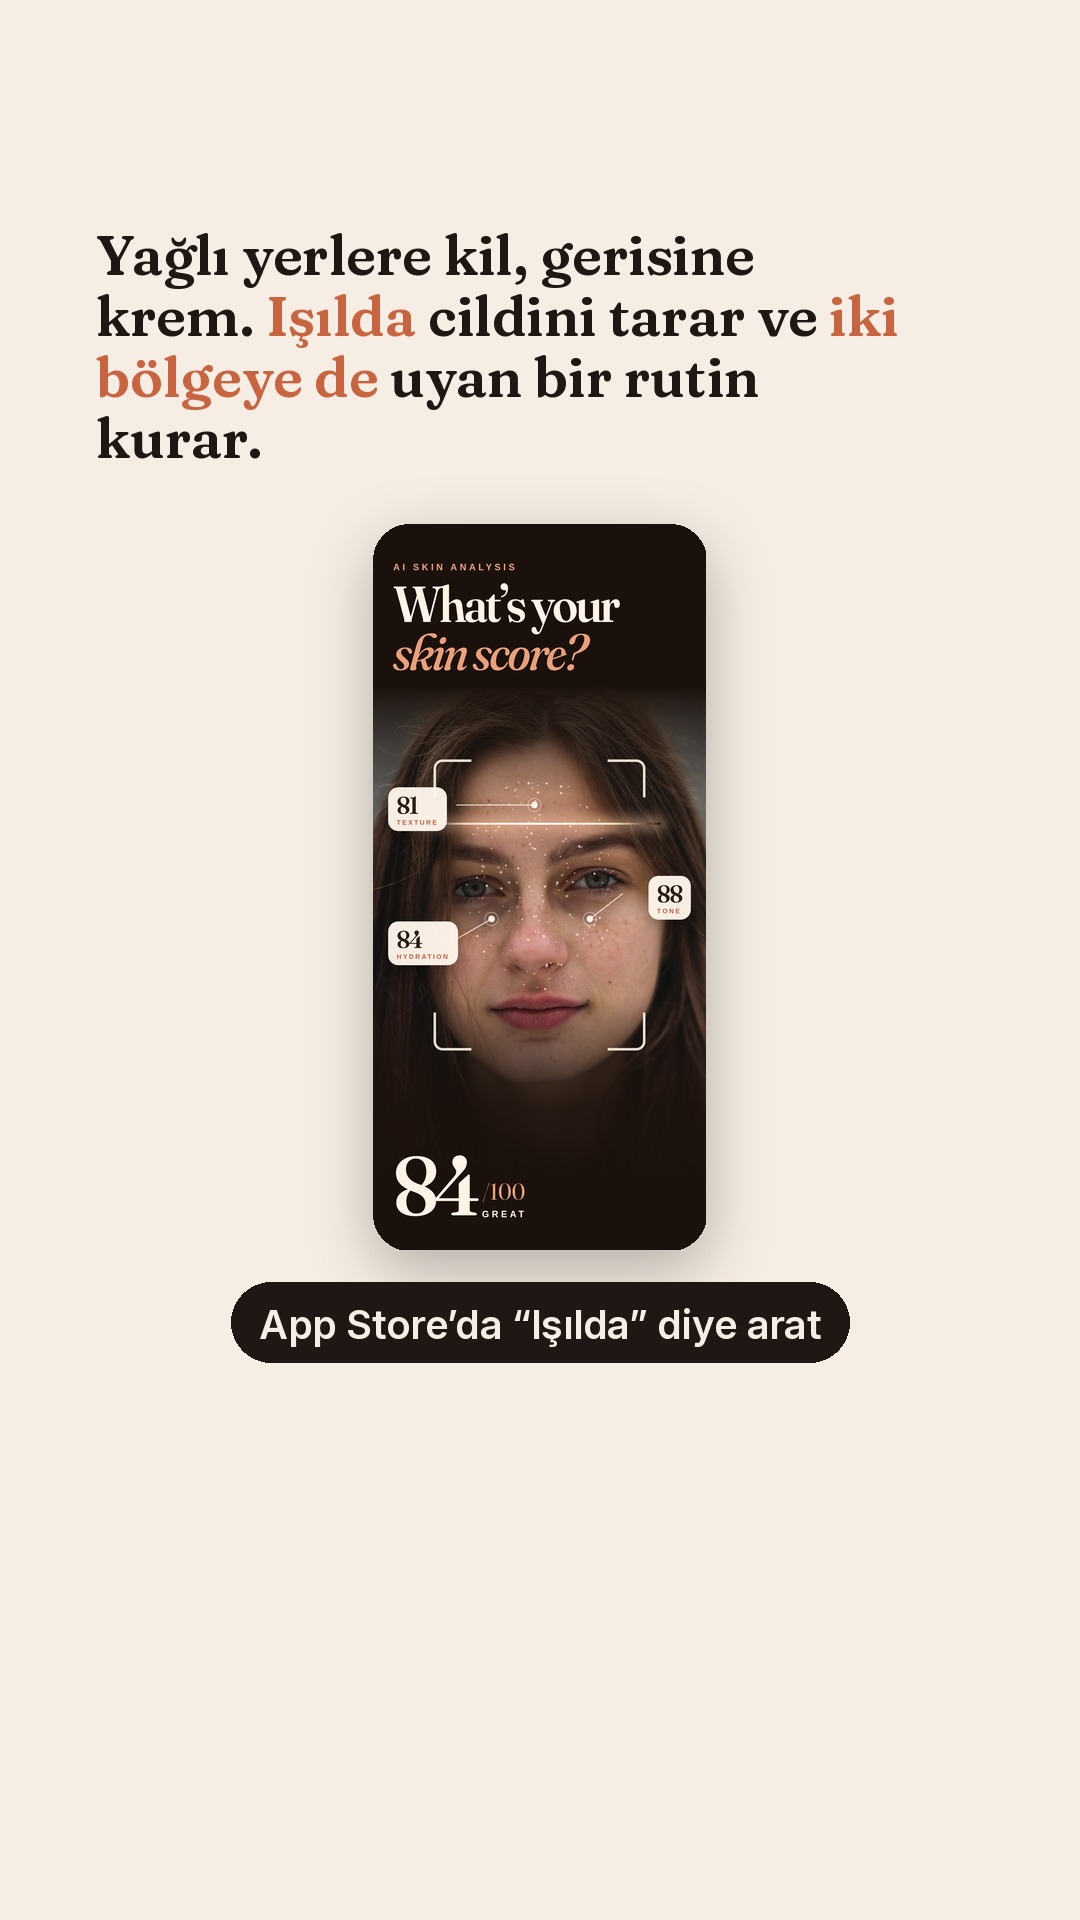 Yağlı yerlere kil, gerisine
krem. Işılda cildini tarar ve iki
bölgeye de uyan bir rutin
kurar.
AI SKIN ANALYSIS
What's your
skin score?
81
TEXTURE
88
TONE
84
HYDRATION
84 /100
GREAT
App Store’da “Işılda” diye arat